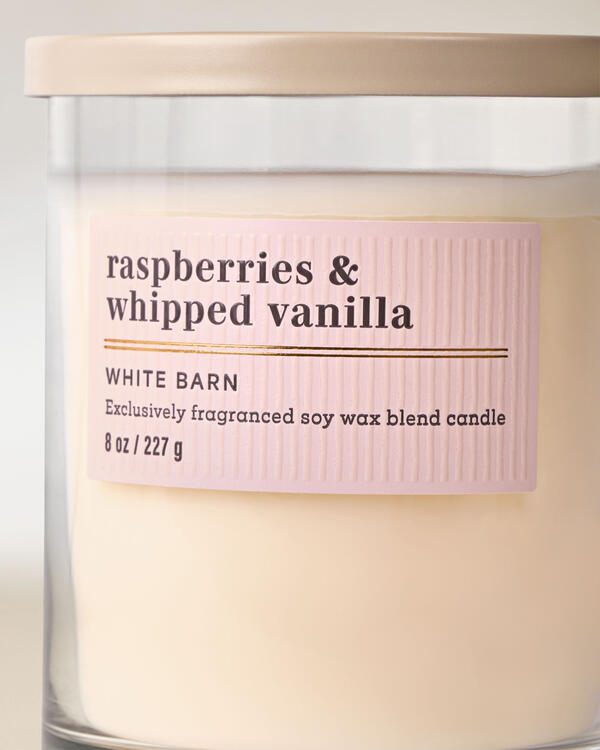 raspberries &
whipped vanilla
WHITE BARN
Exclusively fragranced soy wax blend candle
8 oz / 227 g